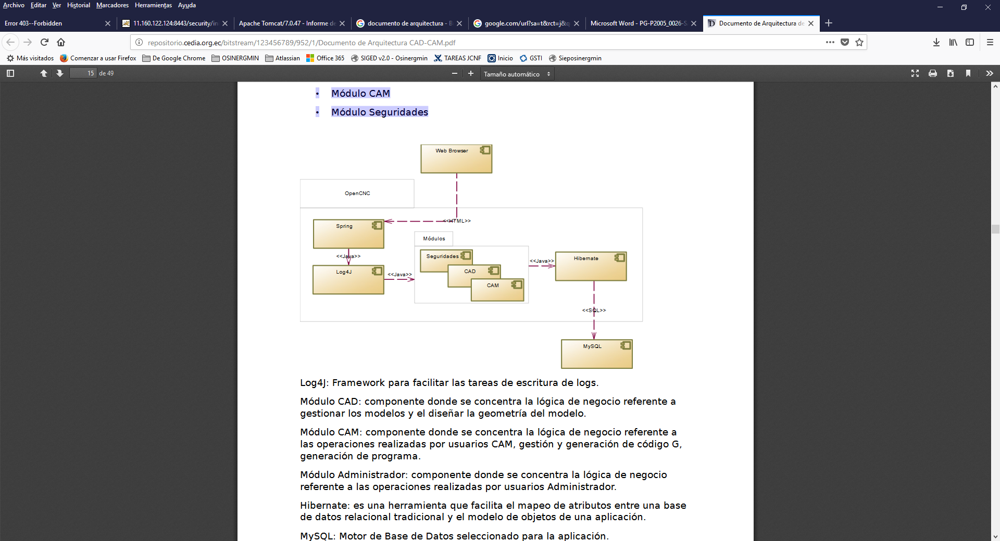 Archivo Editar Ver Historial Marcadores Herramientas Ayuda
Error 403--Forbidden
11.160.122.124:8443/security/in
Apache Tomcat/7.0.47 - Informe de
documento de arquitectura - B
google.com/url?sa=t&rct=j&q
Microsoft Word - PG-P2005_0026-S
Documento de Arquitectura de
repositorio.cedia.org.ec/bitstream/123456789/952/1/Documento de Arquitectura CAD-CAM.pdf
Más visitados Comenzar a usar Firefox De Google Chrome OSINERGMIN Atlassian Office 365 SIGED v2.0 - Osinergmin TAREAS JCNF Inicio GSTI Sieposinergmin
15 de 49 Tamaño automático
• Módulo CAM
• Módulo Seguridades
Web Browser
OpenCNC
<<HTML>>
Spring
Módulos
<<Java>>
Seguridades
<<Java>>
Hibernate
Log4J
<<Java>>
CAD
CAM
<<SQL>>
MySQL
Log4J: Framework para facilitar las tareas de escritura de logs.
Módulo CAD: componente donde se concentra la lógica de negocio referente a
gestionar los modelos y el diseñar la geometría del modelo.
Módulo CAM: componente donde se concentra la lógica de negocio referente a
las operaciones realizadas por usuarios CAM, gestión y generación de código G,
generación de programa.
Módulo Administrador: componente donde se concentra la lógica de negocio
referente a las operaciones realizadas por usuarios Administrador.
Hibernate: es una herramienta que facilita el mapeo de atributos entre una base
de datos relacional tradicional y el modelo de objetos de una aplicación.
MySQL: Motor de Base de Datos seleccionado para la aplicación.